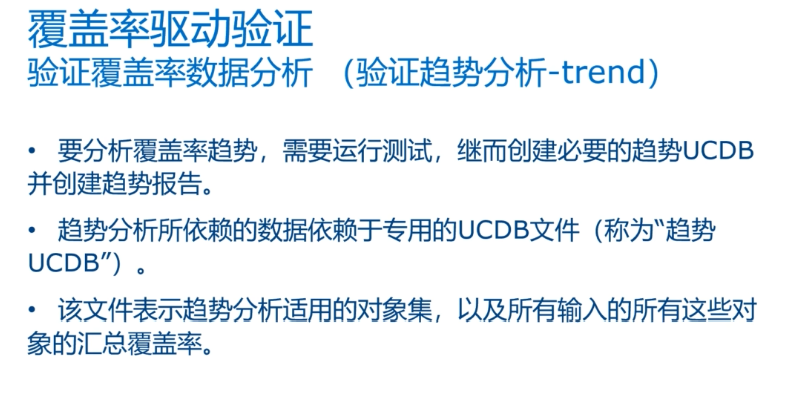 覆盖率驱动验证
验证覆盖率数据分析 （验证趋势分析-trend）
• 要分析覆盖率趋势，需要运行测试，继而创建必要的趋势UCDB
并创建趋势报告。
• 趋势分析所依赖的数据依赖于专用的UCDB文件（称为“趋势
UCDB”）。
• 该文件表示趋势分析适用的对象集，以及所有输入的所有这些对
象的汇总覆盖率。